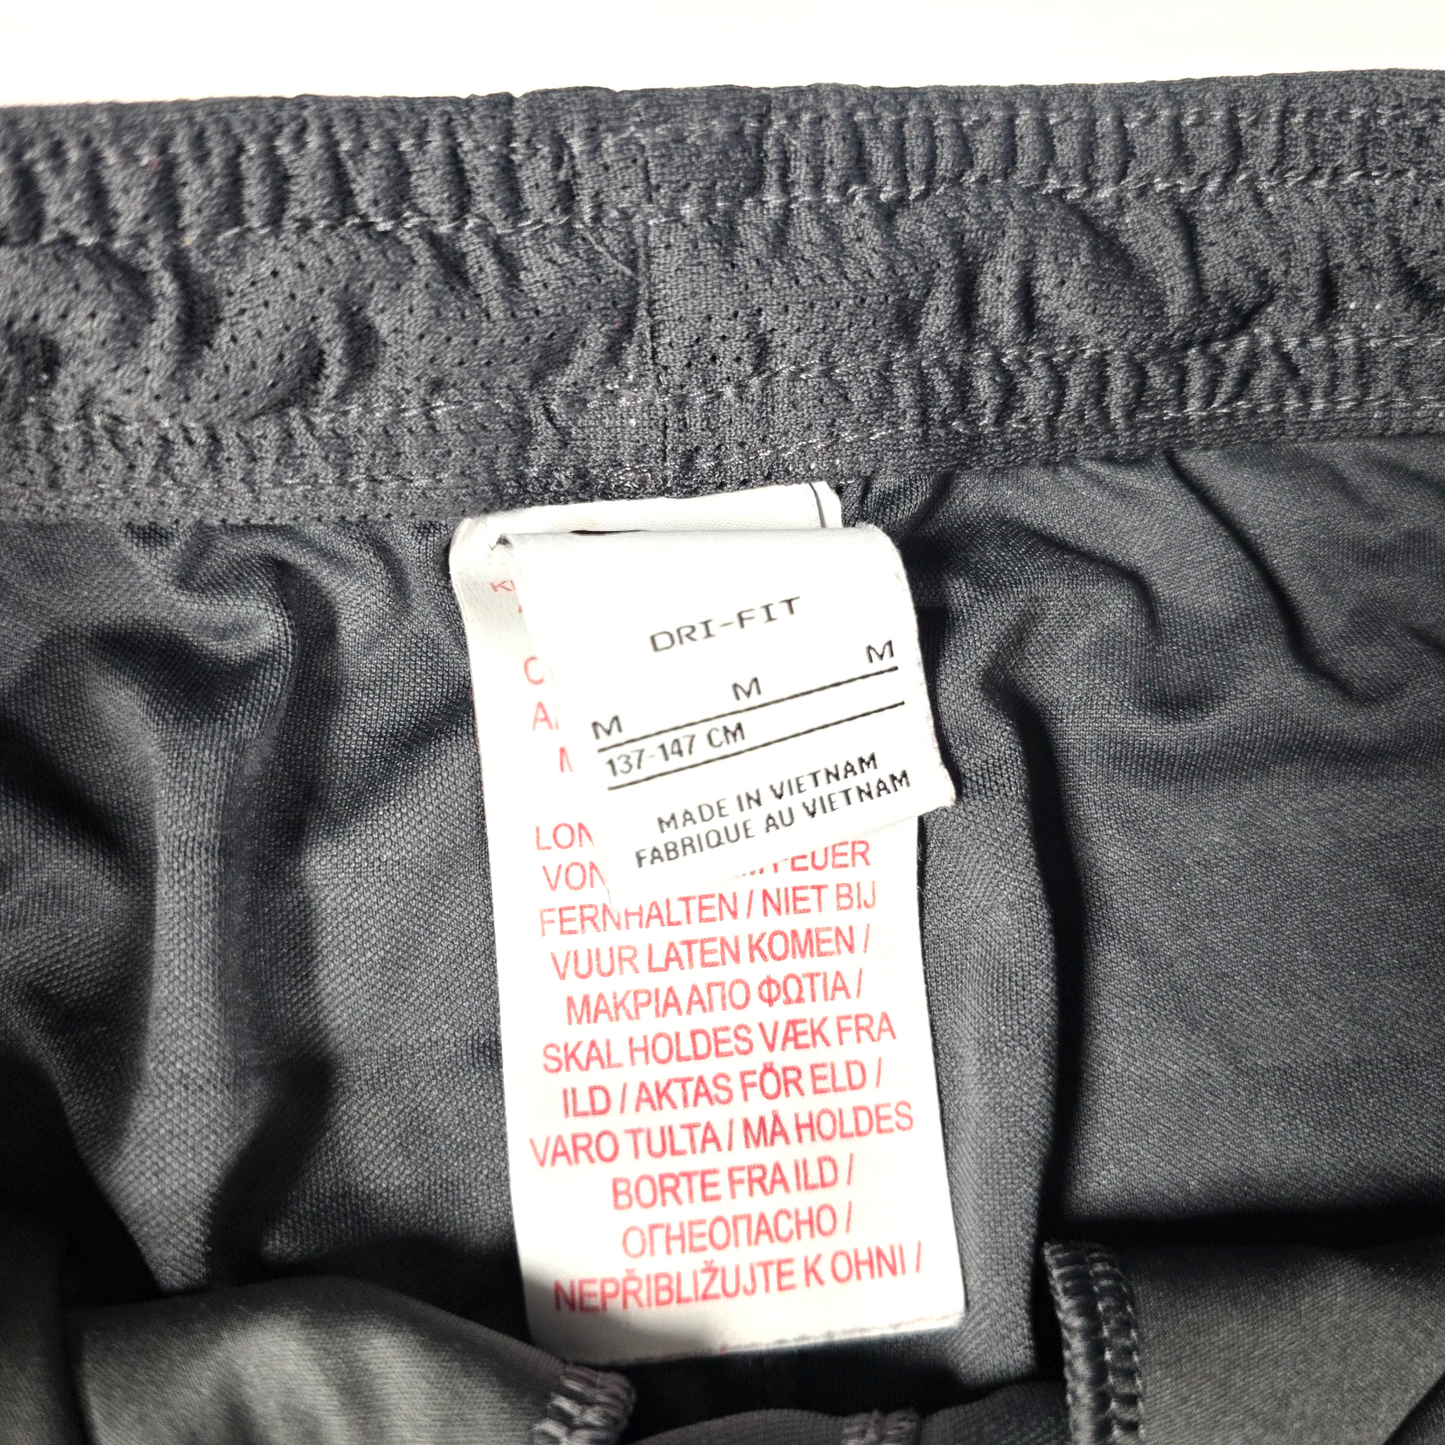 DRI-FIT
M M M
137-147 CM
MADE IN VIETNAM
FABRIQUE AU VIETNAM
FERNHALTEN / NIET BIJ
VUUR LATEN KOMEN /
ΜΑΚΡΙΑ ΑΠΟ ΦΩΤΙΑ /
SKAL HOLDES VÆK FRA
ILD / AKTAS FÖR ELD /
VARO TULTA / MÅ HOLDES
BORTE FRA ILD /
ОГНЕОПАСНО /
NEPŘIBLIŽUJTE K OHNI /